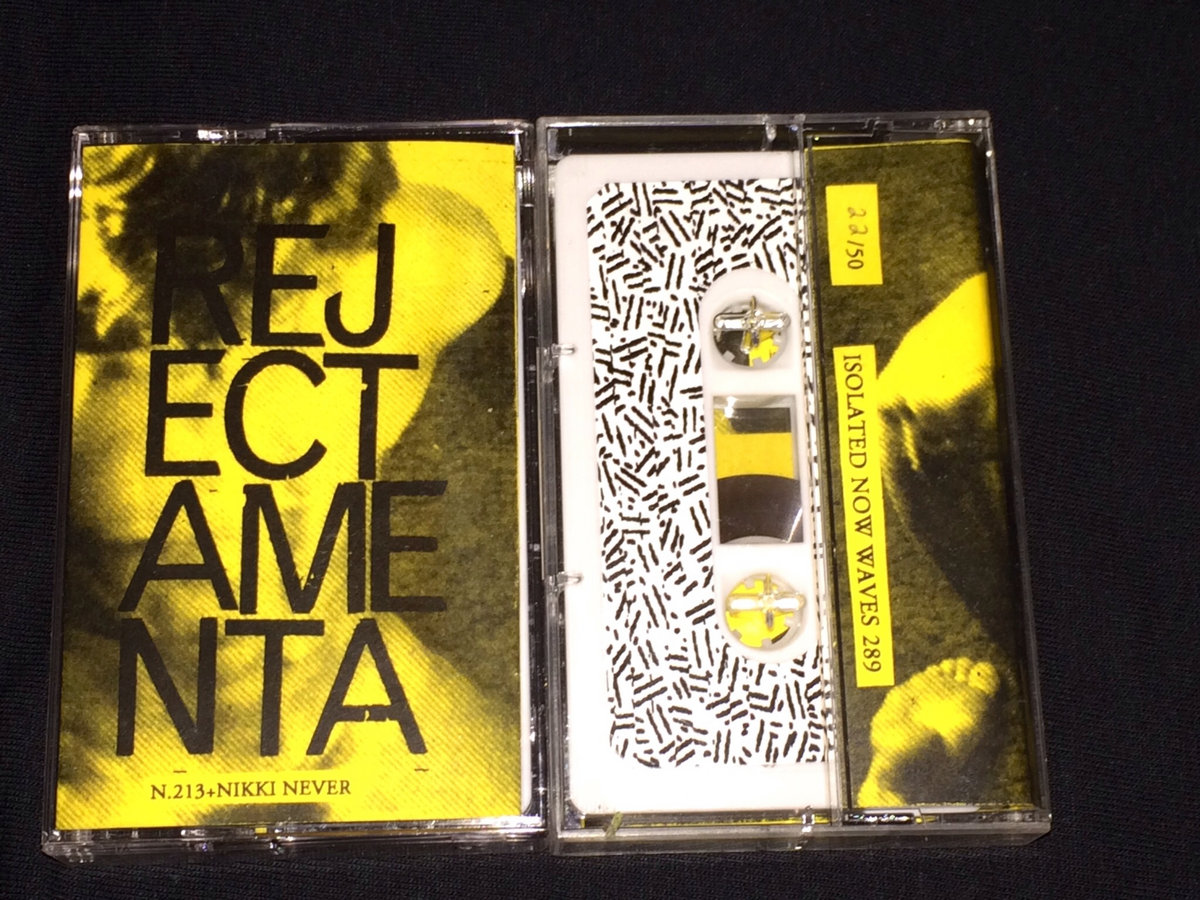 REJ
ECT
AME
NTA
N.213+NIKKI NEVER
22/50
ISOLATED NOW WAVES 289